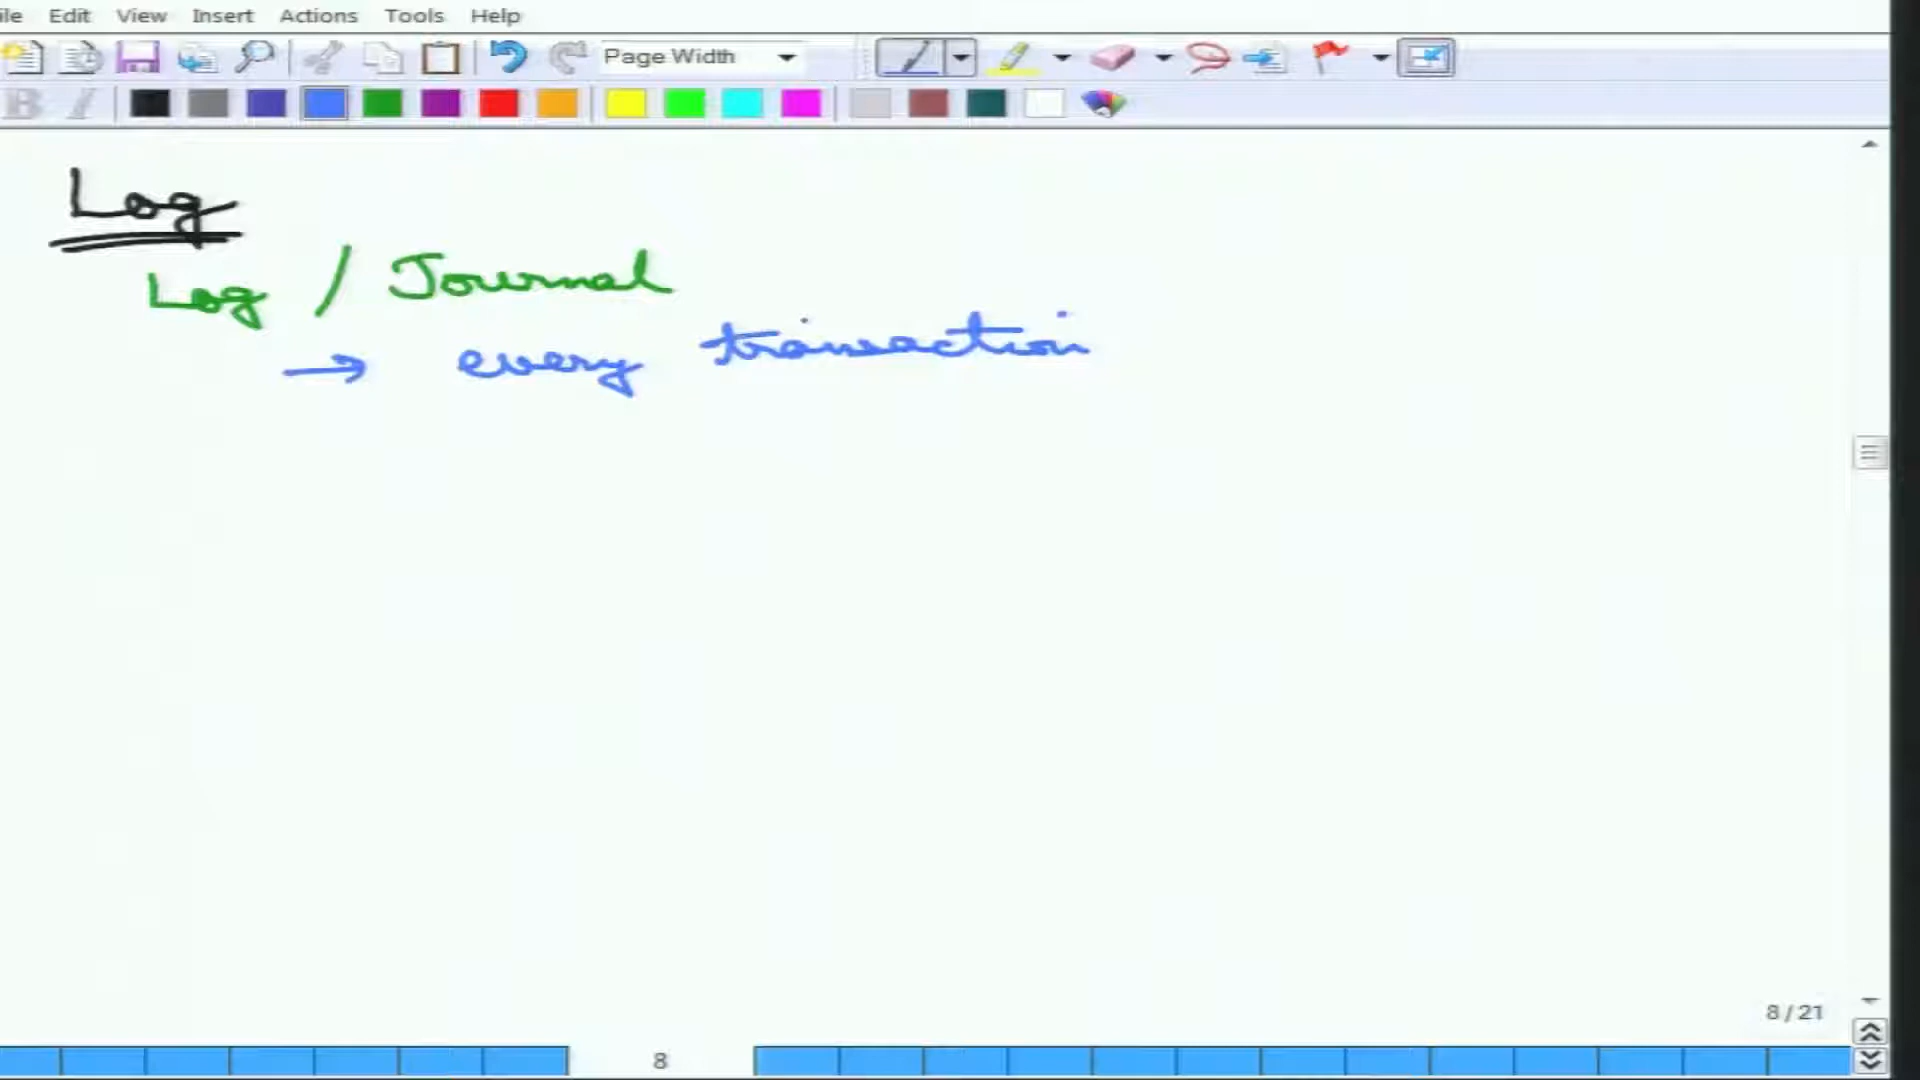 ile Edit View Insert Actions Tools Help
Page Width
B I
Log
Log / Journal
→ every transaction
8 / 21
8